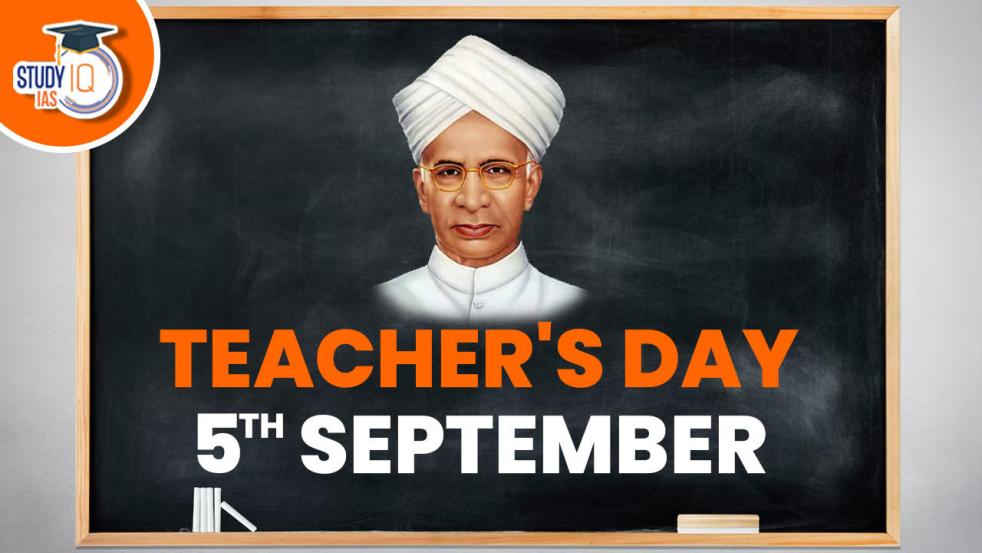 STUDY IQ
IAS
TEACHER'S DAY
5TH SEPTEMBER